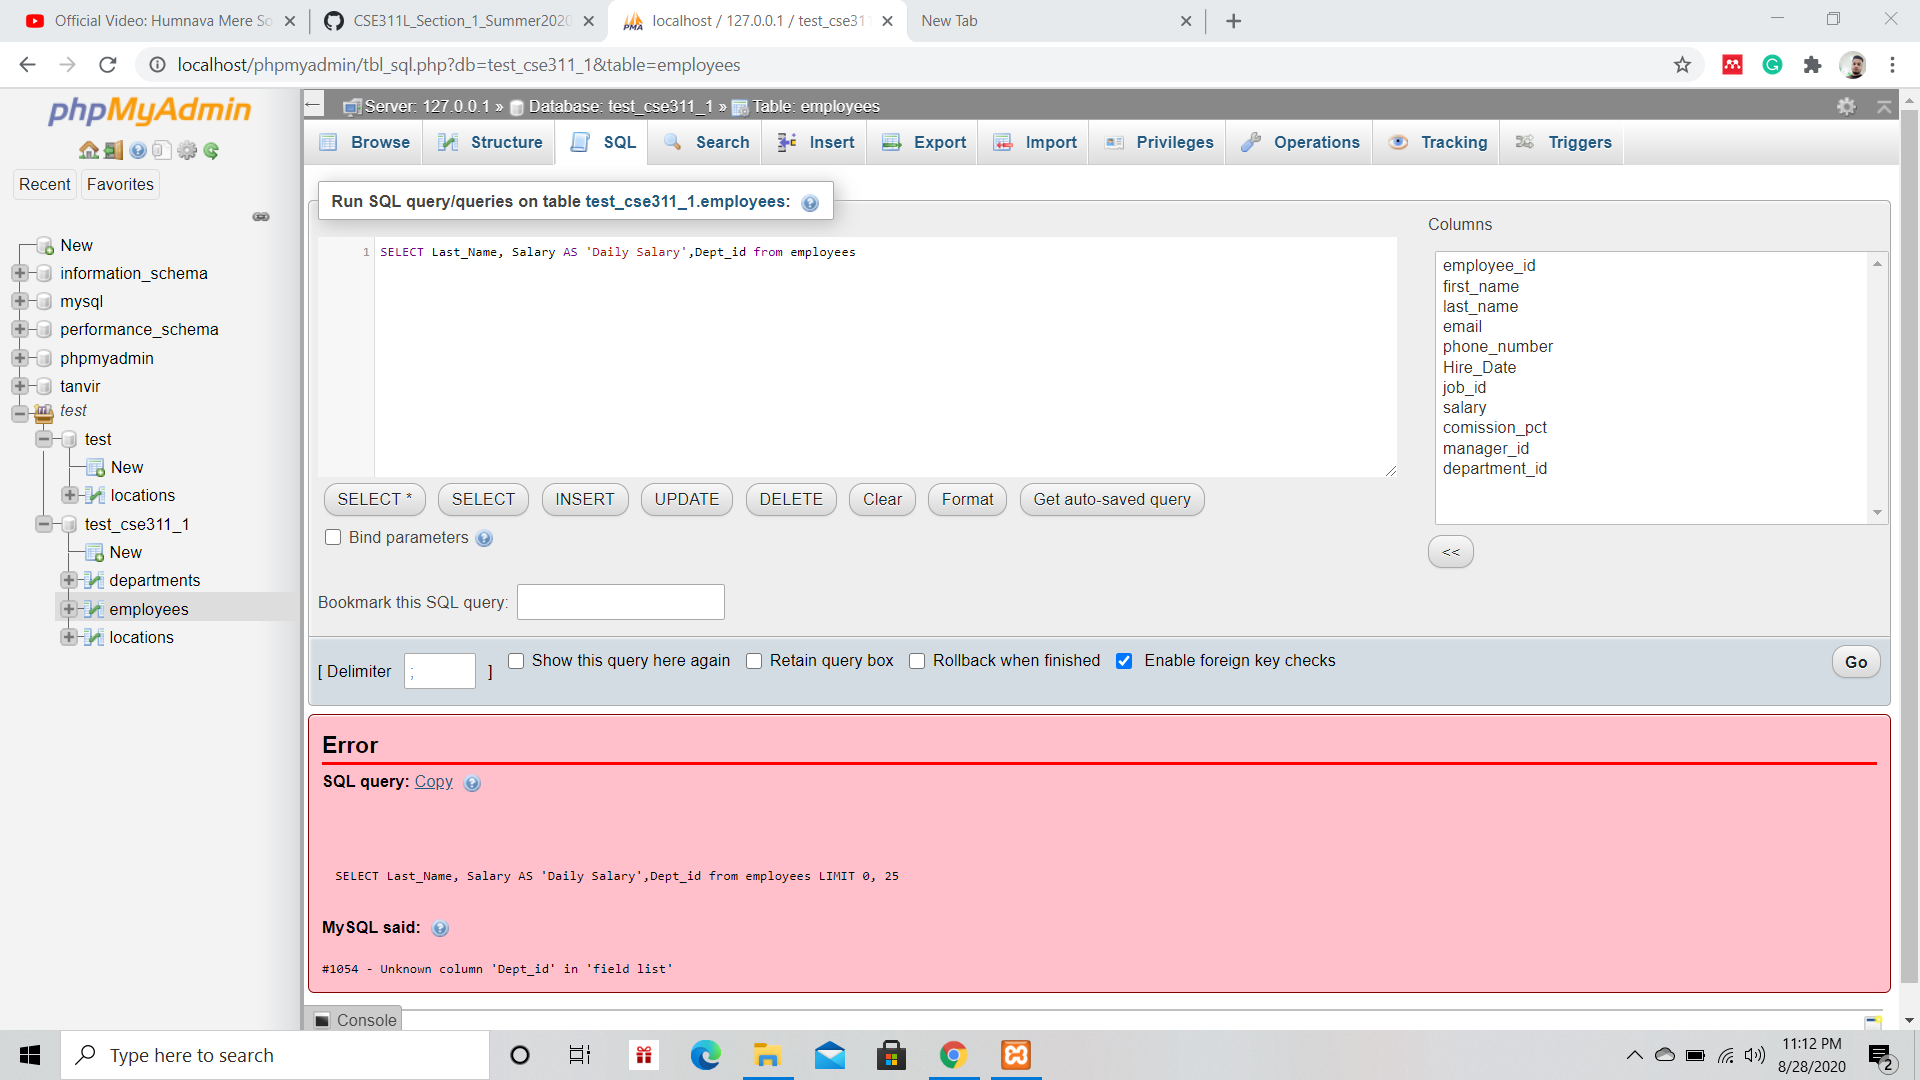 Official Video: Humnava Mere So
CSE311L_Section_1_Summer2020
localhost / 127.0.0.1 / test_cse311
New Tab
localhost/phpmyadmin/tbl_sql.php?db=test_cse311_1&table=employees
phpMyAdmin
Recent
Favorites
New
information_schema
mysql
performance_schema
phpmyadmin
tanvir
test
test
New
locations
test_cse311_1
New
departments
employees
locations
Server: 127.0.0.1 » Database: test_cse311_1 » Table: employees
Browse Structure SQL Search Insert Export Import Privileges Operations Tracking Triggers
Run SQL query/queries on table test_cse311_1.employees:
1 SELECT Last_Name, Salary AS 'Daily Salary',Dept_id from employees
Columns
employee_id
first_name
last_name
email
phone_number
Hire_Date
job_id
salary
comission_pct
manager_id
department_id
<<
SELECT * SELECT INSERT UPDATE DELETE Clear Format Get auto-saved query
Bind parameters
Bookmark this SQL query:
[ Delimiter ; ] Show this query here again Retain query box Rollback when finished Enable foreign key checks Go
Error
SQL query: Copy
SELECT Last_Name, Salary AS 'Daily Salary',Dept_id from employees LIMIT 0, 25
MySQL said:
#1054 - Unknown column 'Dept_id' in 'field list'
Console
Type here to search
11:12 PM
8/28/2020
2